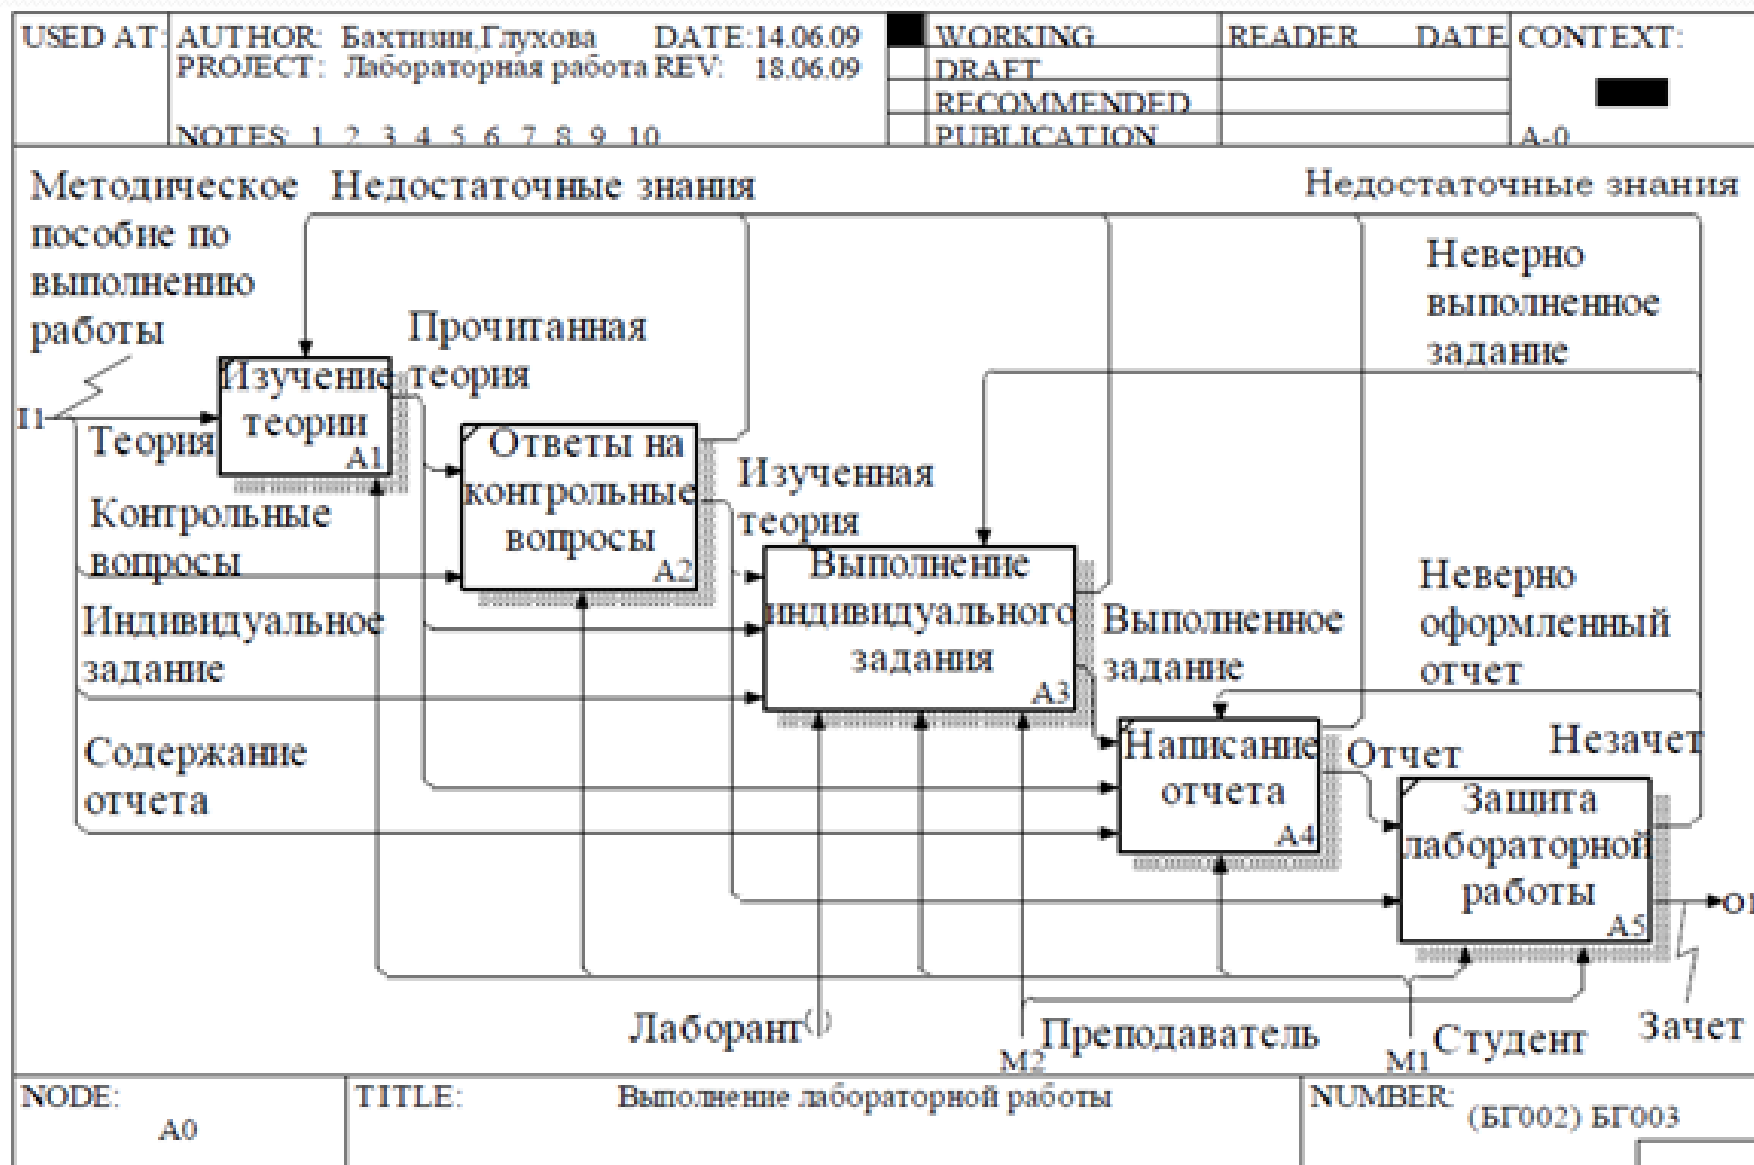 USED AT: AUTHOR: Бахтизин,Глухова DATE:14.06.09 WORKING READER DATE CONTEXT:
PROJECT: Лабораторная работа REV: 18.06.09 DRAFT
RECOMMENDED
NOTES: 1 2 3 4 5 6 7 8 9 10 PUBLICATION A-0
Методическое
пособие по
выполнению
работы
Недостаточные знания
Недостаточные знания
Неверно
выполненное
задание
Прочитанная
теория
Изучение
теории
A1
I1
Теория
Ответы на
контрольные
вопросы
A2
Изученная
теория
Контрольные
вопросы
Выполнение
индивидуального
задания
A3
Неверно
оформленный
отчет
Индивидуальное
задание
Выполненное
задание
Написание
отчета
A4
Отчет
Незачет
Содержание
отчета
Защита
лабораторной
работы
A5
O1
Лаборант()
M2
Преподаватель
M1
Студент
Зачет
NODE: TITLE: Выполнение лабораторной работы NUMBER: (БГ002) БГ003
A0